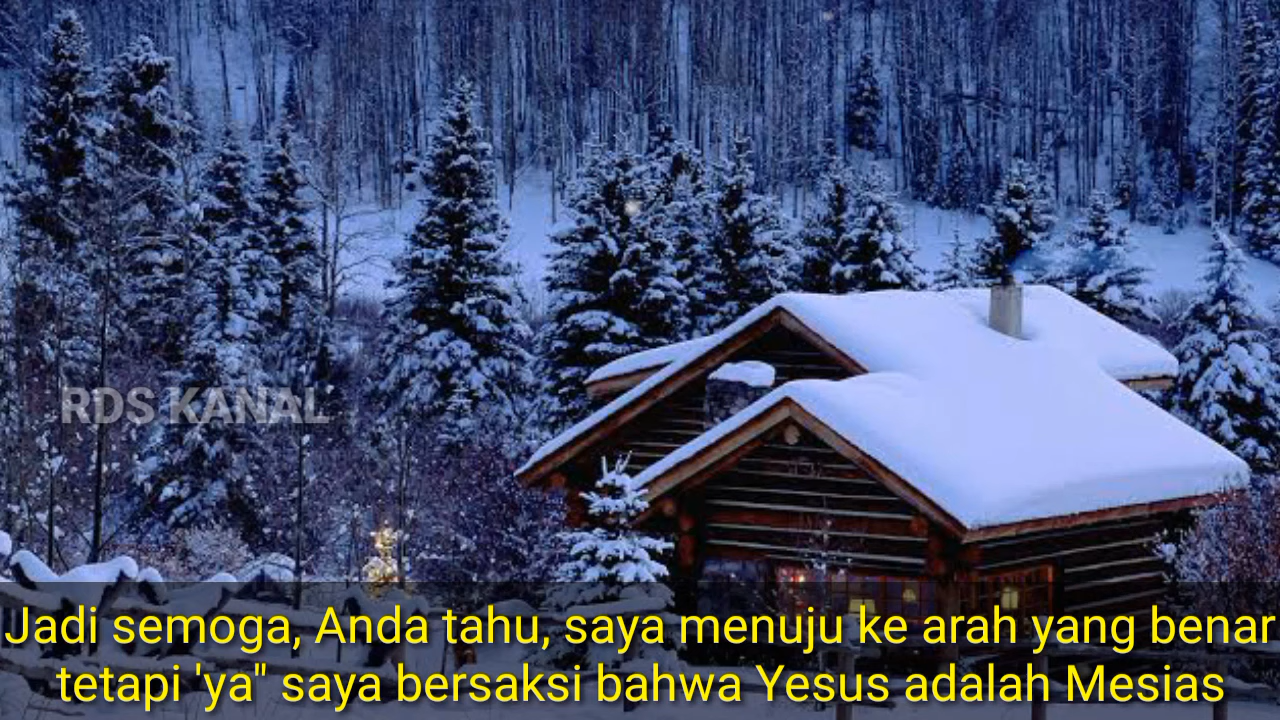 RDS KANAL
Jadi semoga, Anda tahu, saya menuju ke arah yang benar
tetapi 'ya" saya bersaksi bahwa Yesus adalah Mesias